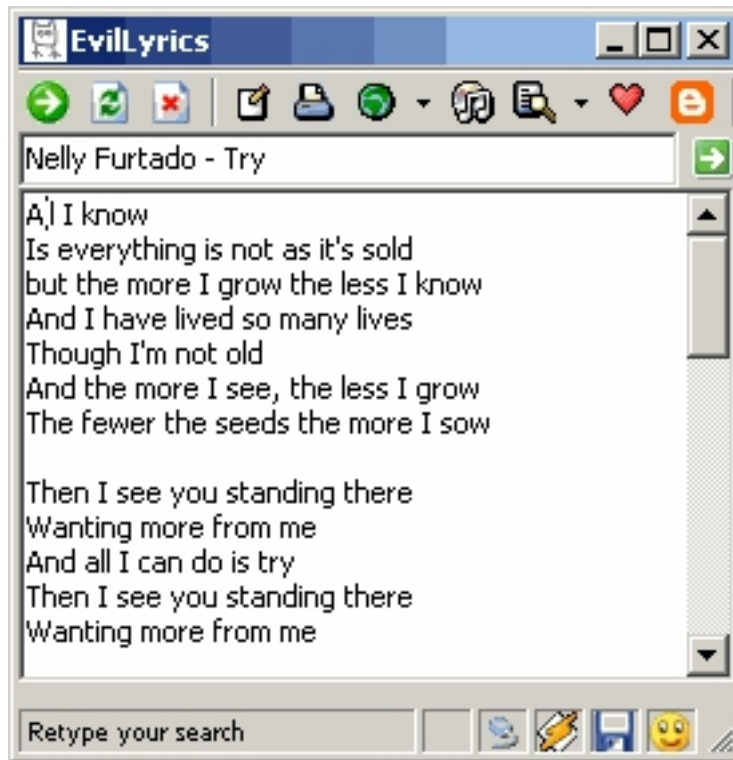 EvilLyrics
Nelly Furtado - Try
All I know
Is everything is not as it's sold
but the more I grow the less I know
And I have lived so many lives
Though I'm not old
And the more I see, the less I grow
The fewer the seeds the more I sow
Then I see you standing there
Wanting more from me
And all I can do is try
Then I see you standing there
Wanting more from me
Retype your search